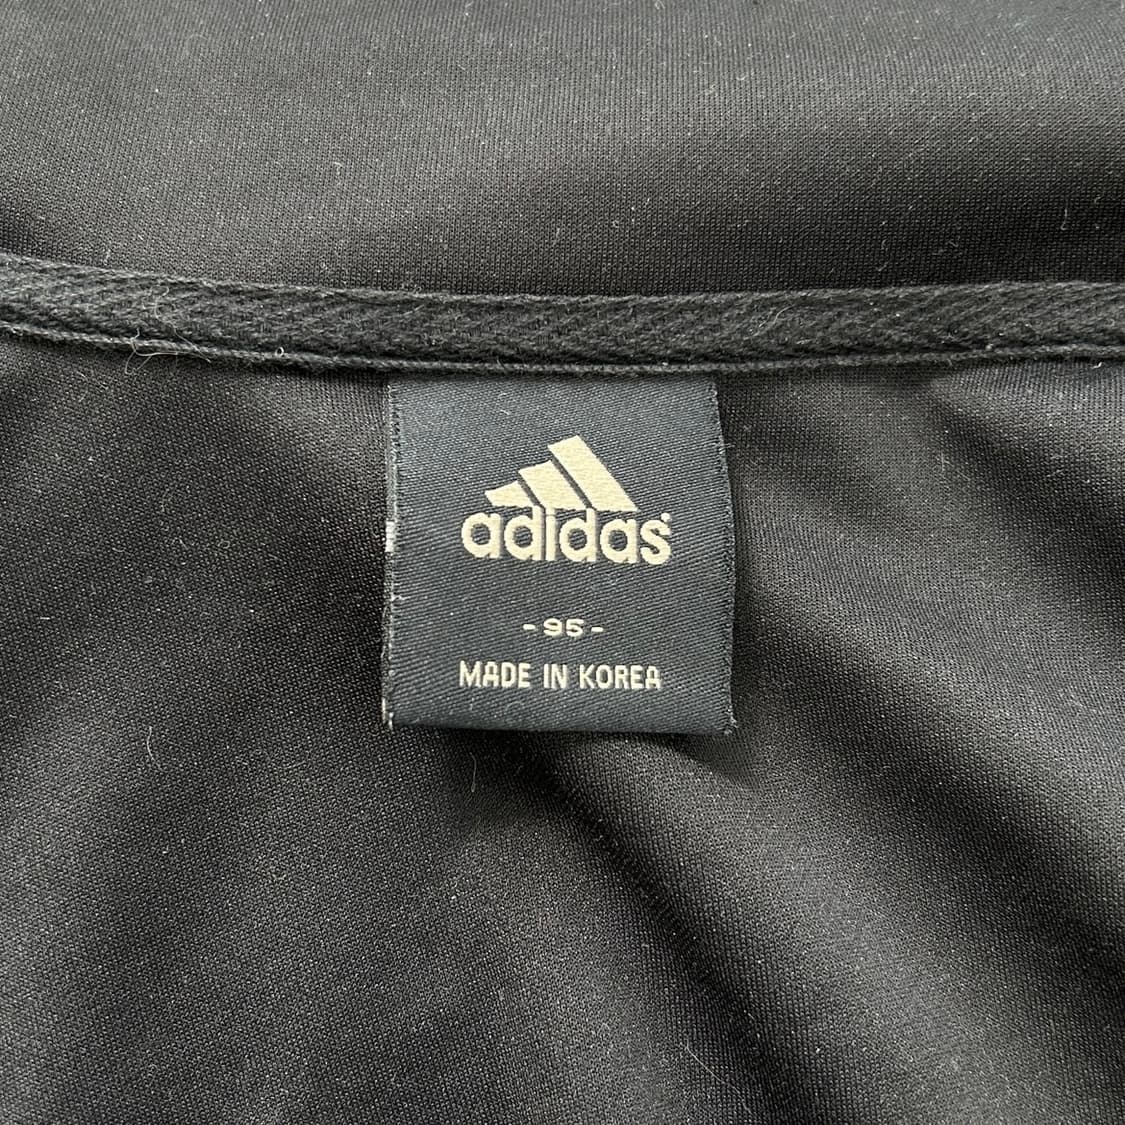 adidas
- 95 -
MADE IN KOREA